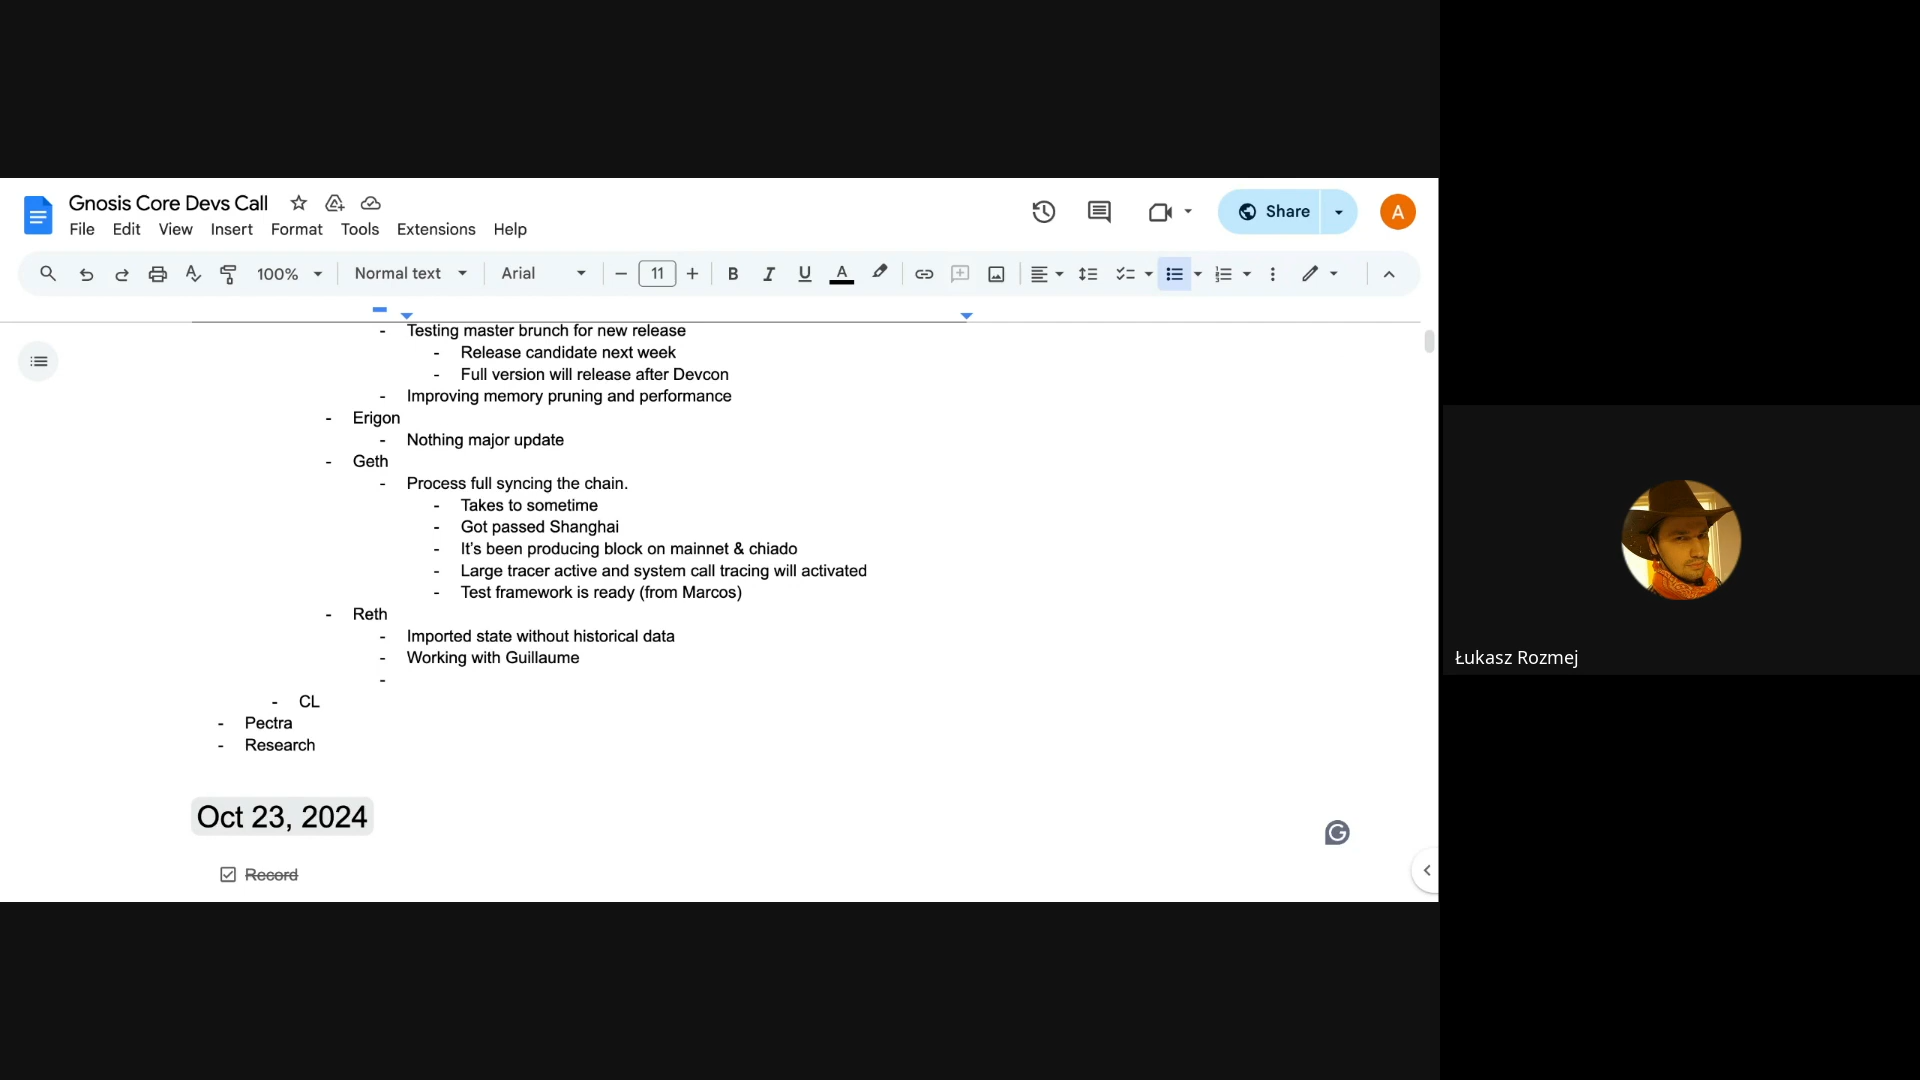 Gnosis Core Devs Call
Share
A
File Edit View Insert Format Tools Extensions Help
100% Normal text Arial 11 B I U A
- Testing master brunch for new release
- Release candidate next week
- Full version will release after Devcon
- Improving memory pruning and performance
- Erigon
- Nothing major update
- Geth
- Process full syncing the chain.
- Takes to sometime
- Got passed Shanghai
- It's been producing block on mainnet & chiado
- Large tracer active and system call tracing will activated
- Test framework is ready (from Marcos)
- Reth
- Imported state without historical data
- Working with Guillaume
-
- CL
- Pectra
- Research
Oct 23, 2024
Record
Łukasz Rozmej